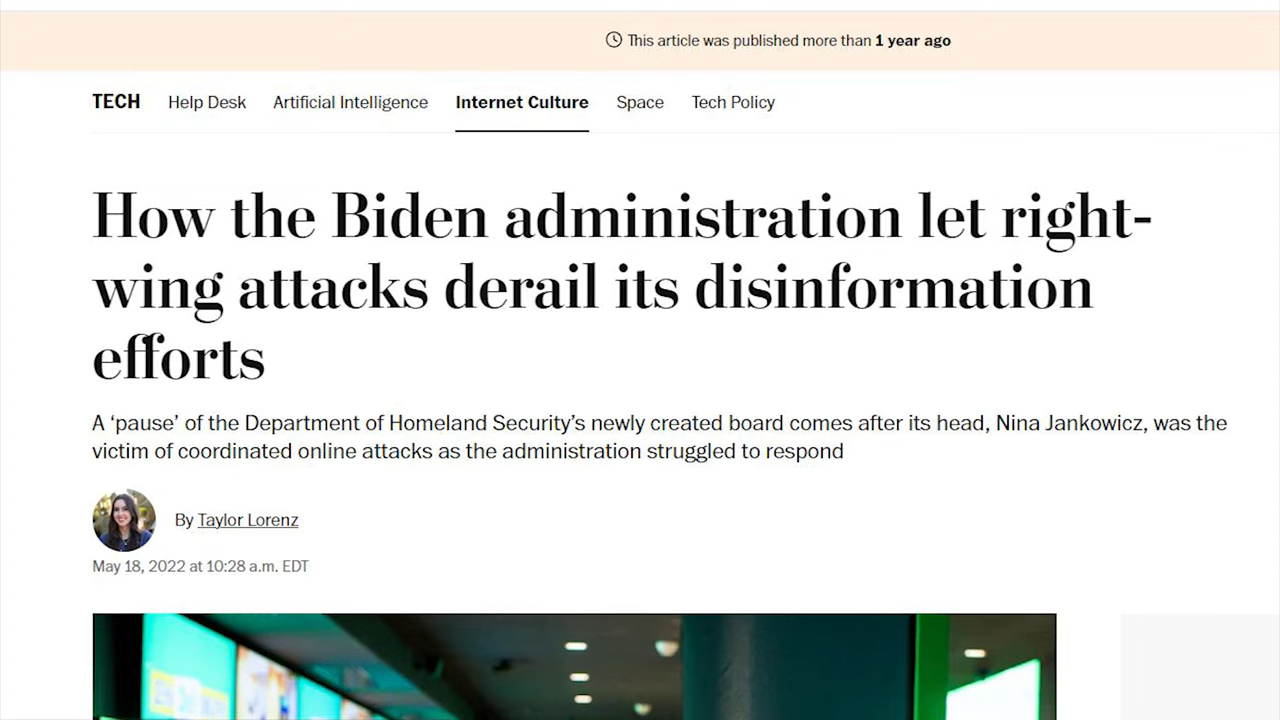 This article was published more than 1 year ago
TECH Help Desk Artificial Intelligence Internet Culture Space Tech Policy
How the Biden administration let right-
wing attacks derail its disinformation
efforts
A ‘pause’ of the Department of Homeland Security’s newly created board comes after its head, Nina Jankowicz, was the
victim of coordinated online attacks as the administration struggled to respond
By Taylor Lorenz
May 18, 2022 at 10:28 a.m. EDT